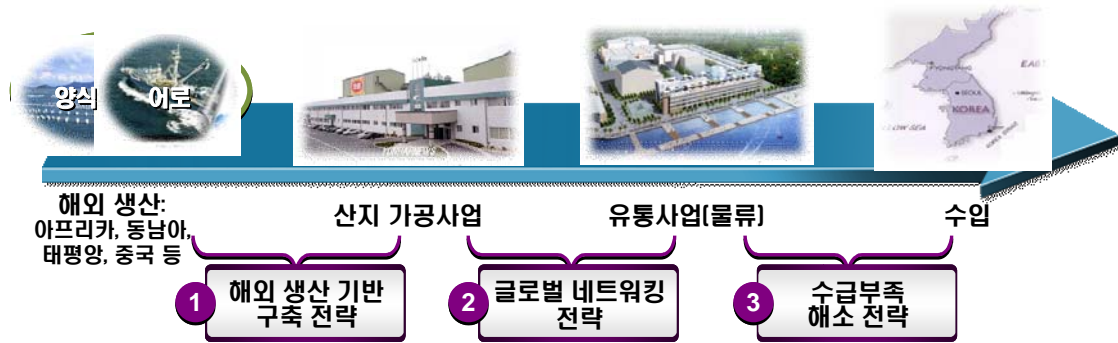 양식
어로
PYONGYANG
SEOUL
KOREA
해외 생산:
아프리카, 동남아,
태평양, 중국 등
산지 가공사업
유통사업(물류)
수입
1
해외 생산 기반
구축 전략
2
글로벌 네트워킹
전략
3
수급부족
해소 전략